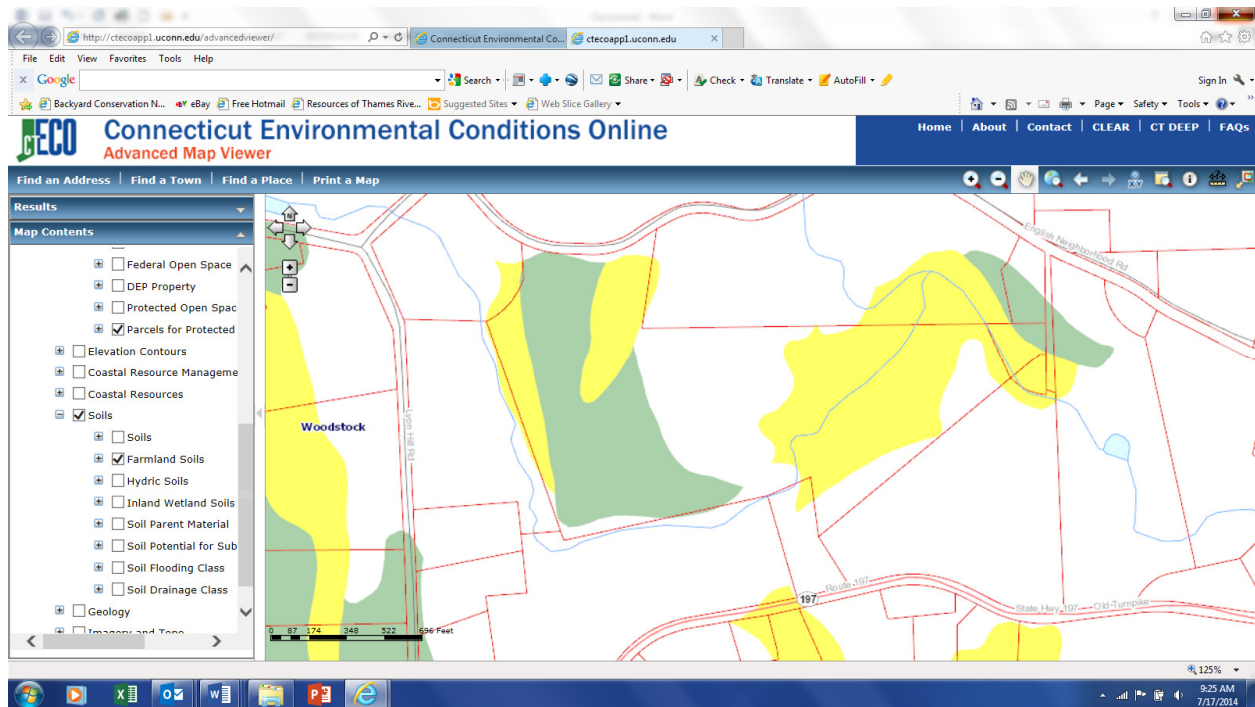 http://ctecoapp1.uconn.edu/advancedviewer/
Connecticut Environmental Co...
ctecoapp1.uconn.edu
File Edit View Favorites Tools Help
x Google Search Share Check Translate AutoFill Sign In
Backyard Conservation N... eBay Free Hotmail Resources of Thames Rive... Suggested Sites Web Slice Gallery Page Safety Tools
CTECO Connecticut Environmental Conditions Online
Advanced Map Viewer
Home | About | Contact | CLEAR | CT DEEP | FAQs
Find an Address | Find a Town | Find a Place | Print a Map
Results
Map Contents
Federal Open Space
DEP Property
Protected Open Spac
Parcels for Protected
Elevation Contours
Coastal Resource Manageme
Coastal Resources
Soils
Soils
Farmland Soils
Hydric Soils
Inland Wetland Soils
Soil Parent Material
Soil Potential for Sub
Soil Flooding Class
Soil Drainage Class
Geology
Imagery and Topo
N
English Neighborhood Rd
Woodstock
Lyon Hill Rd
Route 197
197
State Hwy 197
Old Turnpike
0 87 174 348 522 696 Feet
125%
9:25 AM
7/17/2014